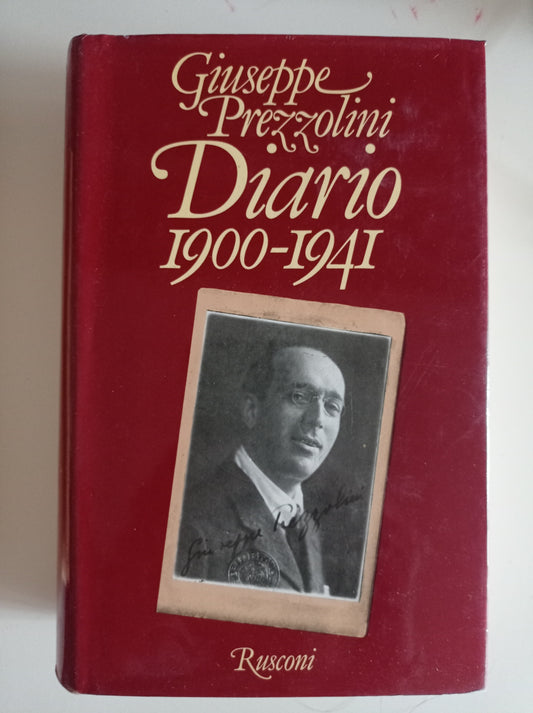 Giuseppe
Prezzolini
Diario
1900-1941
Giuseppe Prezzolini
Rusconi